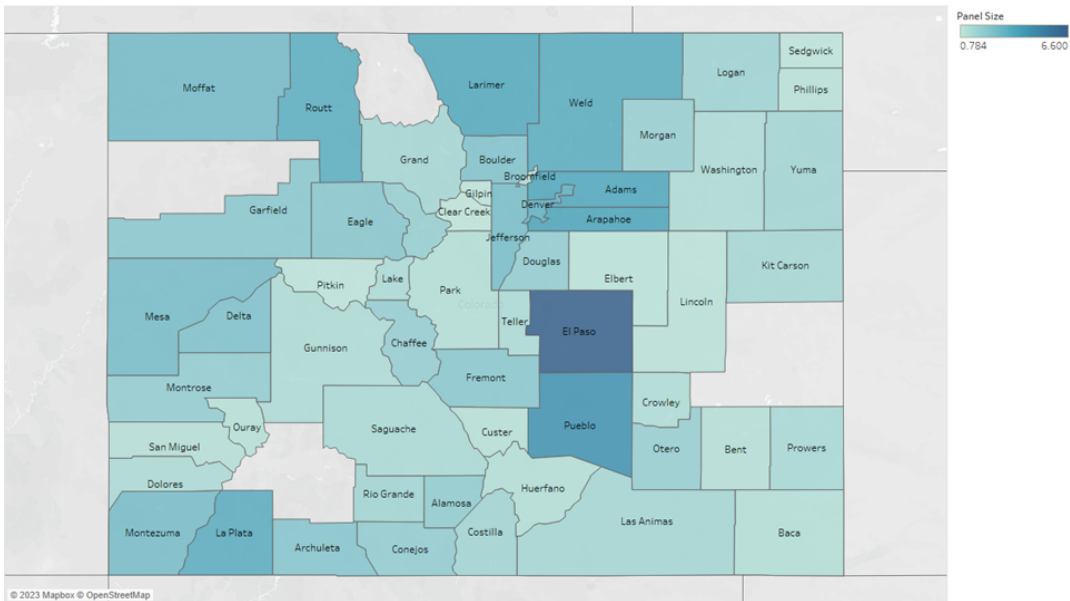 Panel Size
0.784 6.600
Sedgwick
Logan
Phillips
Moffat
Larimer
Routt
Weld
Morgan
Grand
Boulder
Washington
Yuma
Broomfield
Gilpin
Adams
Denver
Garfield
Clear Creek
Eagle
Arapahoe
Jefferson
Douglas
Kit Carson
Elbert
Lake
Pitkin
Park
Lincoln
Colorado
Mesa
Delta
Teller
El Paso
Chaffee
Gunnison
Fremont
Montrose
Crowley
Ouray
Saguache
Pueblo
Custer
San Miguel
Otero
Bent
Prowers
Dolores
Huerfano
Rio Grande
Alamosa
Las Animas
Montezuma
La Plata
Costilla
Baca
Archuleta
Conejos
© 2023 Mapbox © OpenStreetMap